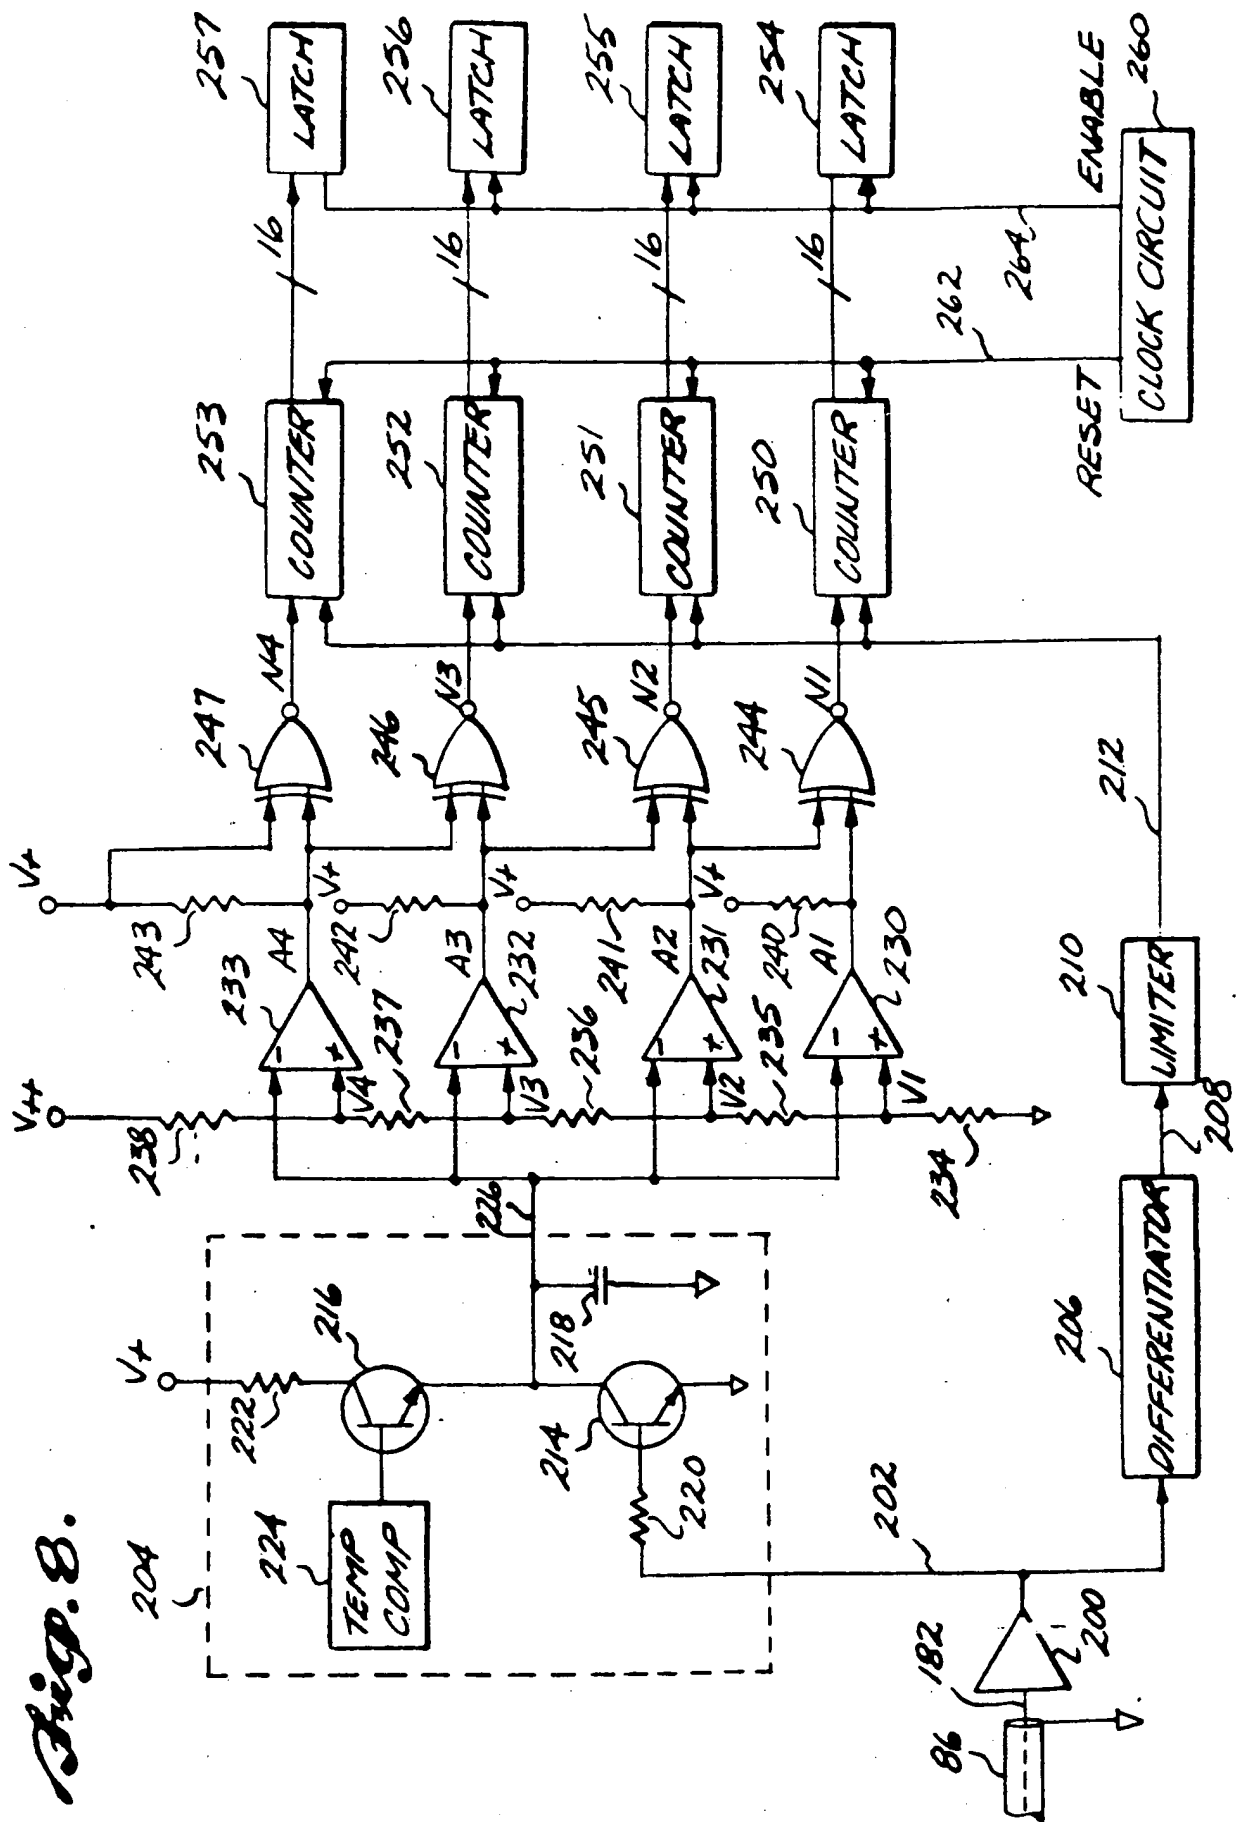 Fig. 8.
204
224
TEMP
COMP
V+
222
216
214
220
218
226
202
86
182
200
206
DIFFERENTIATOR
208
210
LIMITER
212
V++
238
V4
237
V3
236
V2
235
V1
234
233
232
231
230
-
+
-
+
-
+
-
+
A4
A3
A2
A1
V+
243
V+
242
V+
241
V+
240
247
246
245
244
N4
N3
N2
N1
253
COUNTER
252
COUNTER
251
COUNTER
250
COUNTER
16
16
16
16
257
LATCH
256
LATCH
255
LATCH
254
LATCH
RESET
262
264
ENABLE
260
CLOCK CIRCUIT